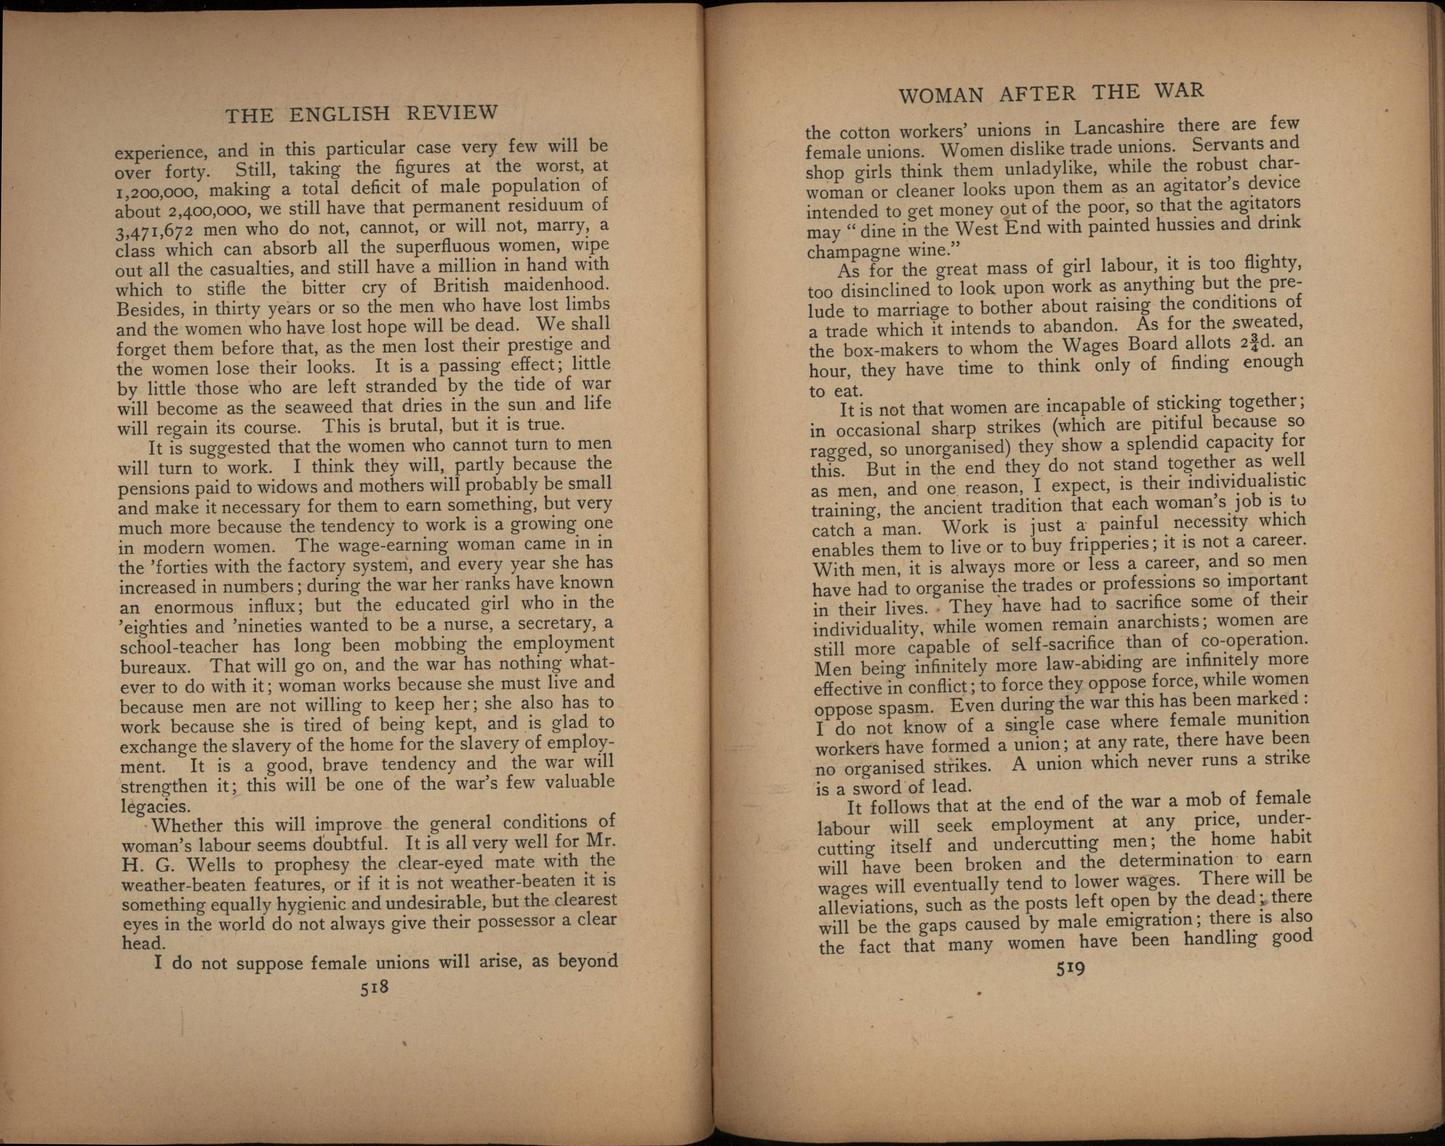 THE ENGLISH REVIEW
experience, and in this particular case very few will be
over forty. Still, taking the figures at the worst, at
1,200,000, making a total deficit of male population of
about 2,400,000, we still have that permanent residuum of
3,471,672 men who do not, cannot, or will not, marry, a
class which can absorb all the superfluous women, wipe
out all the casualties, and still have a million in hand with
which to stifle the bitter cry of British maidenhood.
Besides, in thirty years or so the men who have lost limbs
and the women who have lost hope will be dead. We shall
forget them before that, as the men lost their prestige and
the women lose their looks. It is a passing effect; little
by little those who are left stranded by the tide of war
will become as the seaweed that dries in the sun and life
will regain its course. This is brutal, but it is true.
It is suggested that the women who cannot turn to men
will turn to work. I think they will, partly because the
pensions paid to widows and mothers will probably be small
and make it necessary for them to earn something, but very
much more because the tendency to work is a growing one
in modern women. The wage-earning woman came in in
the 'forties with the factory system, and every year she has
increased in numbers; during the war her ranks have known
an enormous influx; but the educated girl who in the
'eighties and 'nineties wanted to be a nurse, a secretary, a
school-teacher has long been mobbing the employment
bureaux. That will go on, and the war has nothing what-
ever to do with it; woman works because she must live and
because men are not willing to keep her; she also has to
work because she is tired of being kept, and is glad to
exchange the slavery of the home for the slavery of employ-
ment. It is a good, brave tendency and the war will
strengthen it; this will be one of the war's few valuable
legacies.
Whether this will improve the general conditions of
woman's labour seems doubtful. It is all very well for Mr.
H. G. Wells to prophesy the clear-eyed mate with the
weather-beaten features, or if it is not weather-beaten it is
something equally hygienic and undesirable, but the clearest
eyes in the world do not always give their possessor a clear
head.
I do not suppose female unions will arise, as beyond
518
WOMAN AFTER THE WAR
the cotton workers' unions in Lancashire there are few
female unions. Women dislike trade unions. Servants and
shop girls think them unladylike, while the robust char-
woman or cleaner looks upon them as an agitator's device
intended to get money out of the poor, so that the agitators
may " dine in the West End with painted hussies and drink
champagne wine."
As for the great mass of girl labour, it is too flighty,
too disinclined to look upon work as anything but the pre-
lude to marriage to bother about raising the conditions of
a trade which it intends to abandon. As for the sweated,
the box-makers to whom the Wages Board allots 2¾d. an
hour, they have time to think only of finding enough
to eat.
It is not that women are incapable of sticking together;
in occasional sharp strikes (which are pitiful because so
ragged, so unorganised) they show a splendid capacity for
this. But in the end they do not stand together as well
as men, and one reason, I expect, is their individualistic
training, the ancient tradition that each woman's job is to
catch a man. Work is just a painful necessity which
enables them to live or to buy fripperies; it is not a career.
With men, it is always more or less a career, and so men
have had to organise the trades or professions so important
in their lives. They have had to sacrifice some of their
individuality, while women remain anarchists; women are
still more capable of self-sacrifice than of co-operation.
Men being infinitely more law-abiding are infinitely more
effective in conflict; to force they oppose force, while women
oppose spasm. Even during the war this has been marked:
I do not know of a single case where female munition
workers have formed a union; at any rate, there have been
no organised strikes. A union which never runs a strike
is a sword of lead.
It follows that at the end of the war a mob of female
labour will seek employment at any price, under-
cutting itself and undercutting men; the home habit
will have been broken and the determination to earn
wages will eventually tend to lower wages. There will be
alleviations, such as the posts left open by the dead; there
will be the gaps caused by male emigration; there is also
the fact that many women have been handling good
519